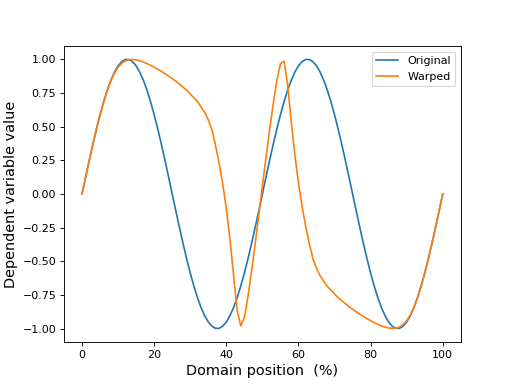 Original
Warped
1.00
0.75
0.50
0.25
0.00
−0.25
−0.50
−0.75
−1.00
Dependent variable value
0 20 40 60 80 100
Domain position (%)